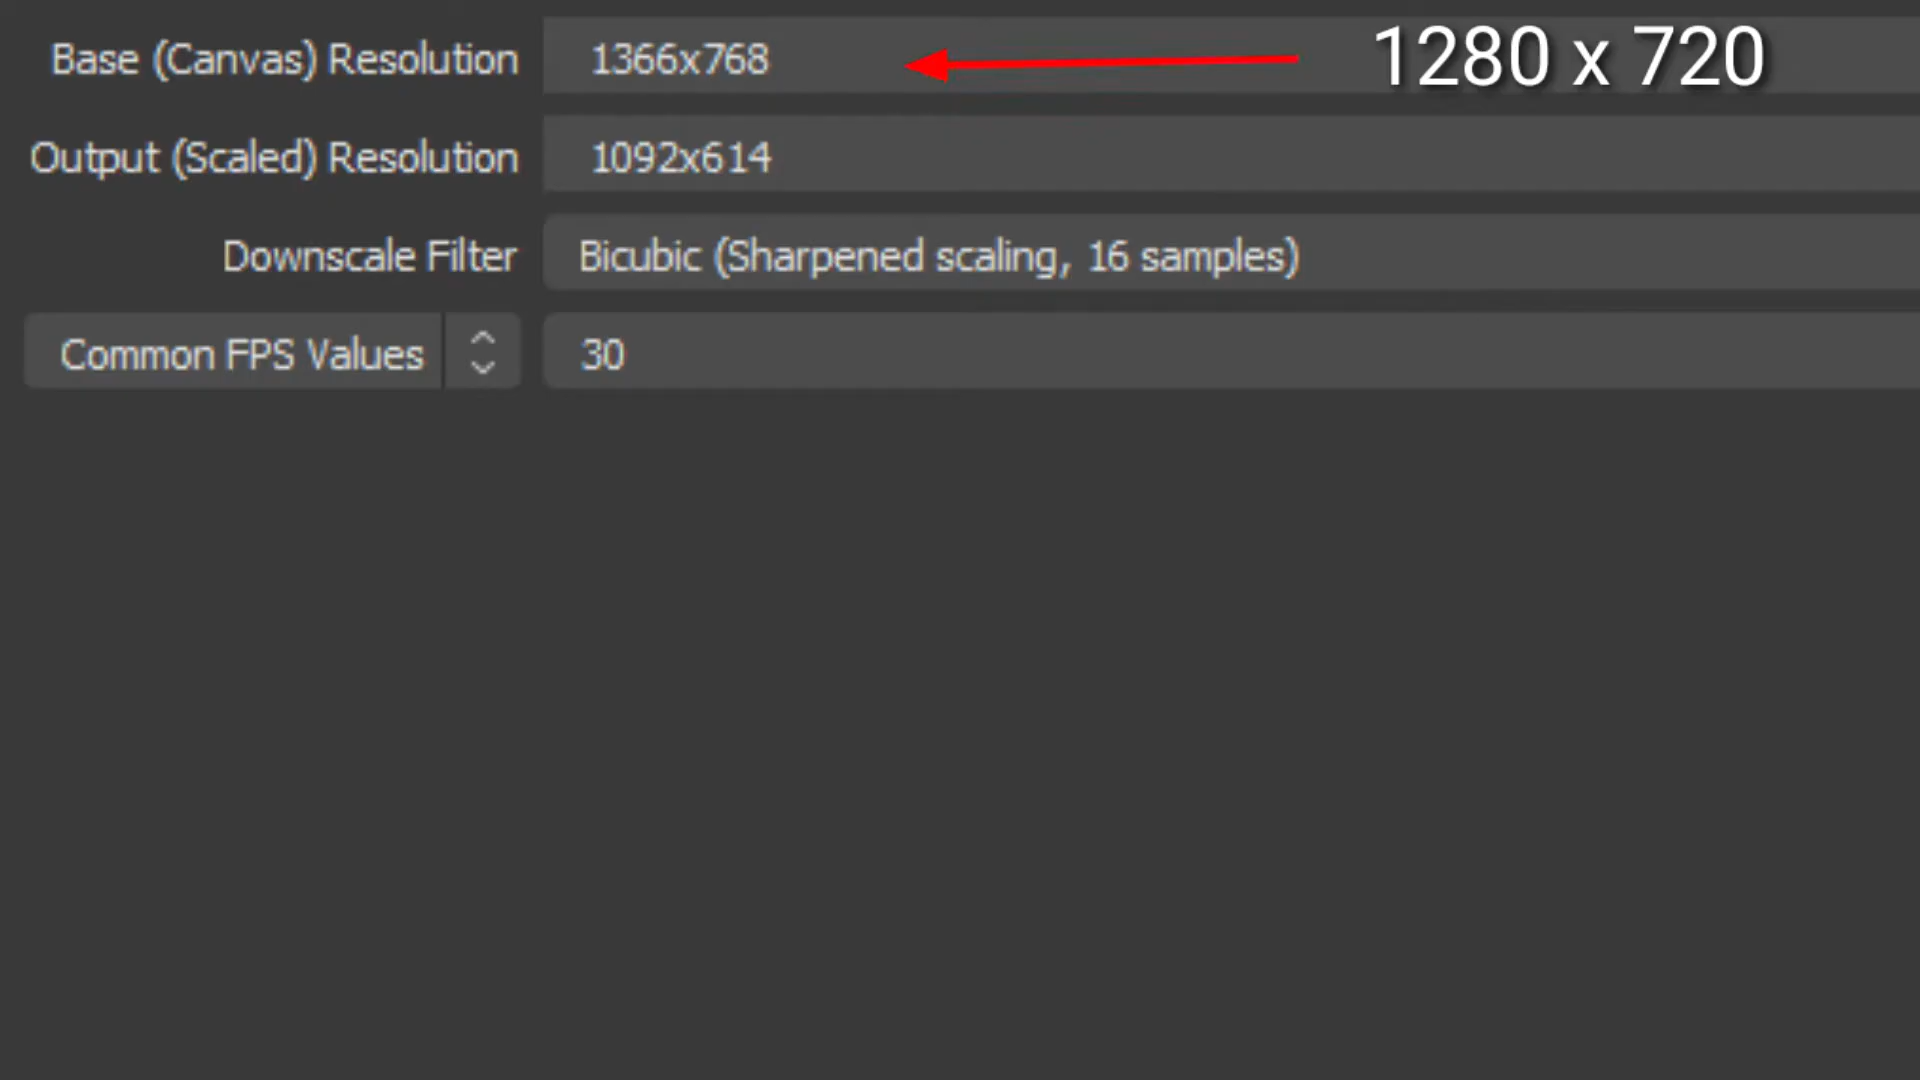 Base (Canvas) Resolution 1366x768 1280 x 720
Output (Scaled) Resolution 1092x614
Downscale Filter Bicubic (Sharpened scaling, 16 samples)
Common FPS Values 30